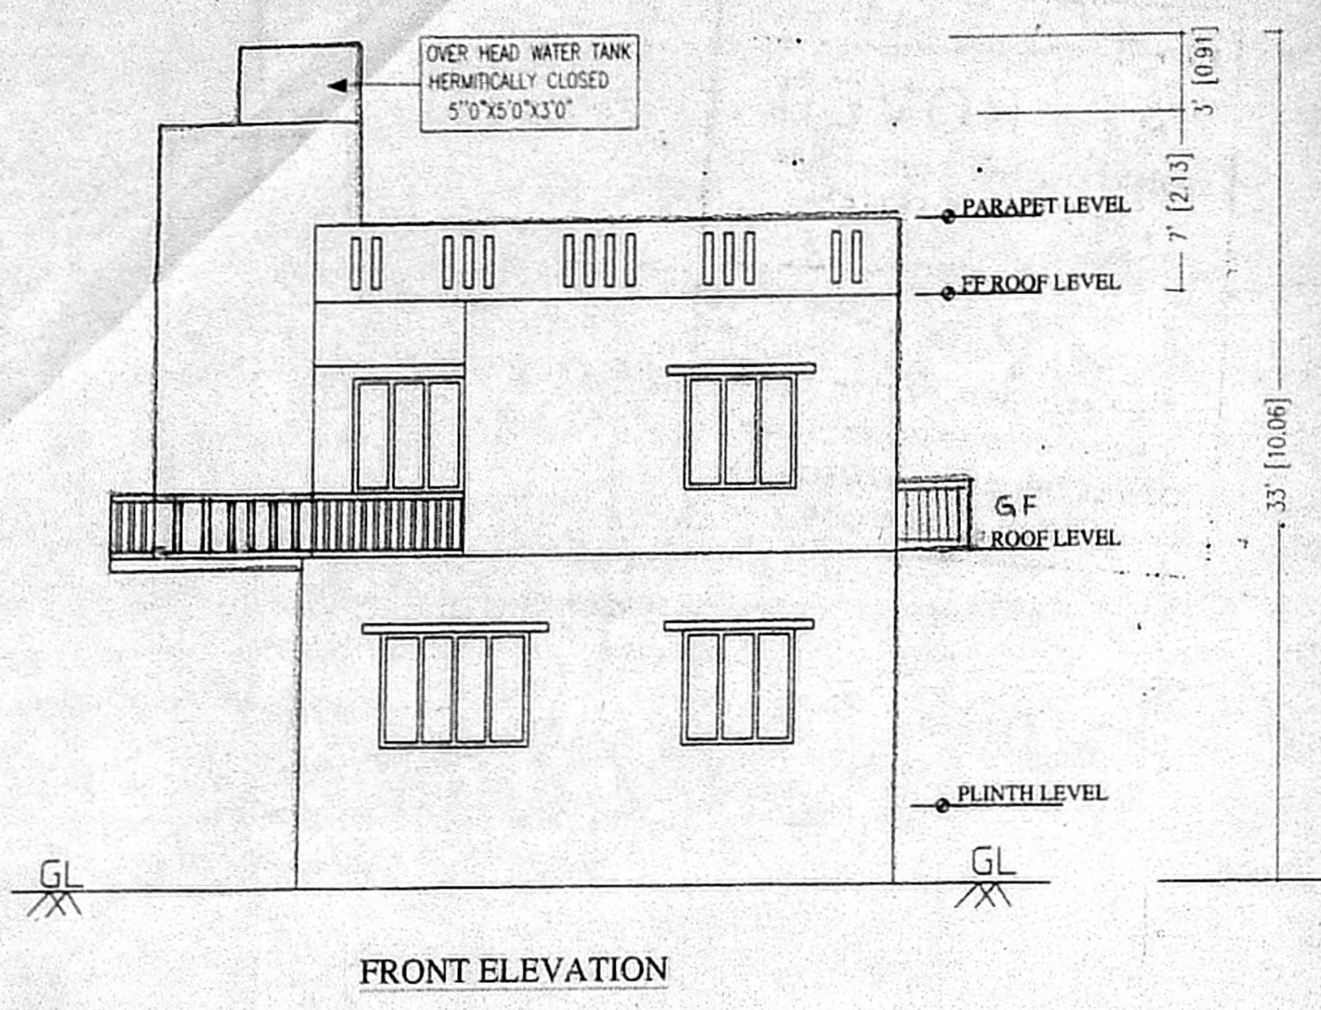 OVER HEAD WATER TANK
HERMITICALLY CLOSED
5"0"X5'0"X3'0"
3' [0.91]
7' [2.13]
PARAPET LEVEL
FF ROOF LEVEL
33' [10.06]
GF
ROOF LEVEL
PLINTH LEVEL
GL
GL
FRONT ELEVATION